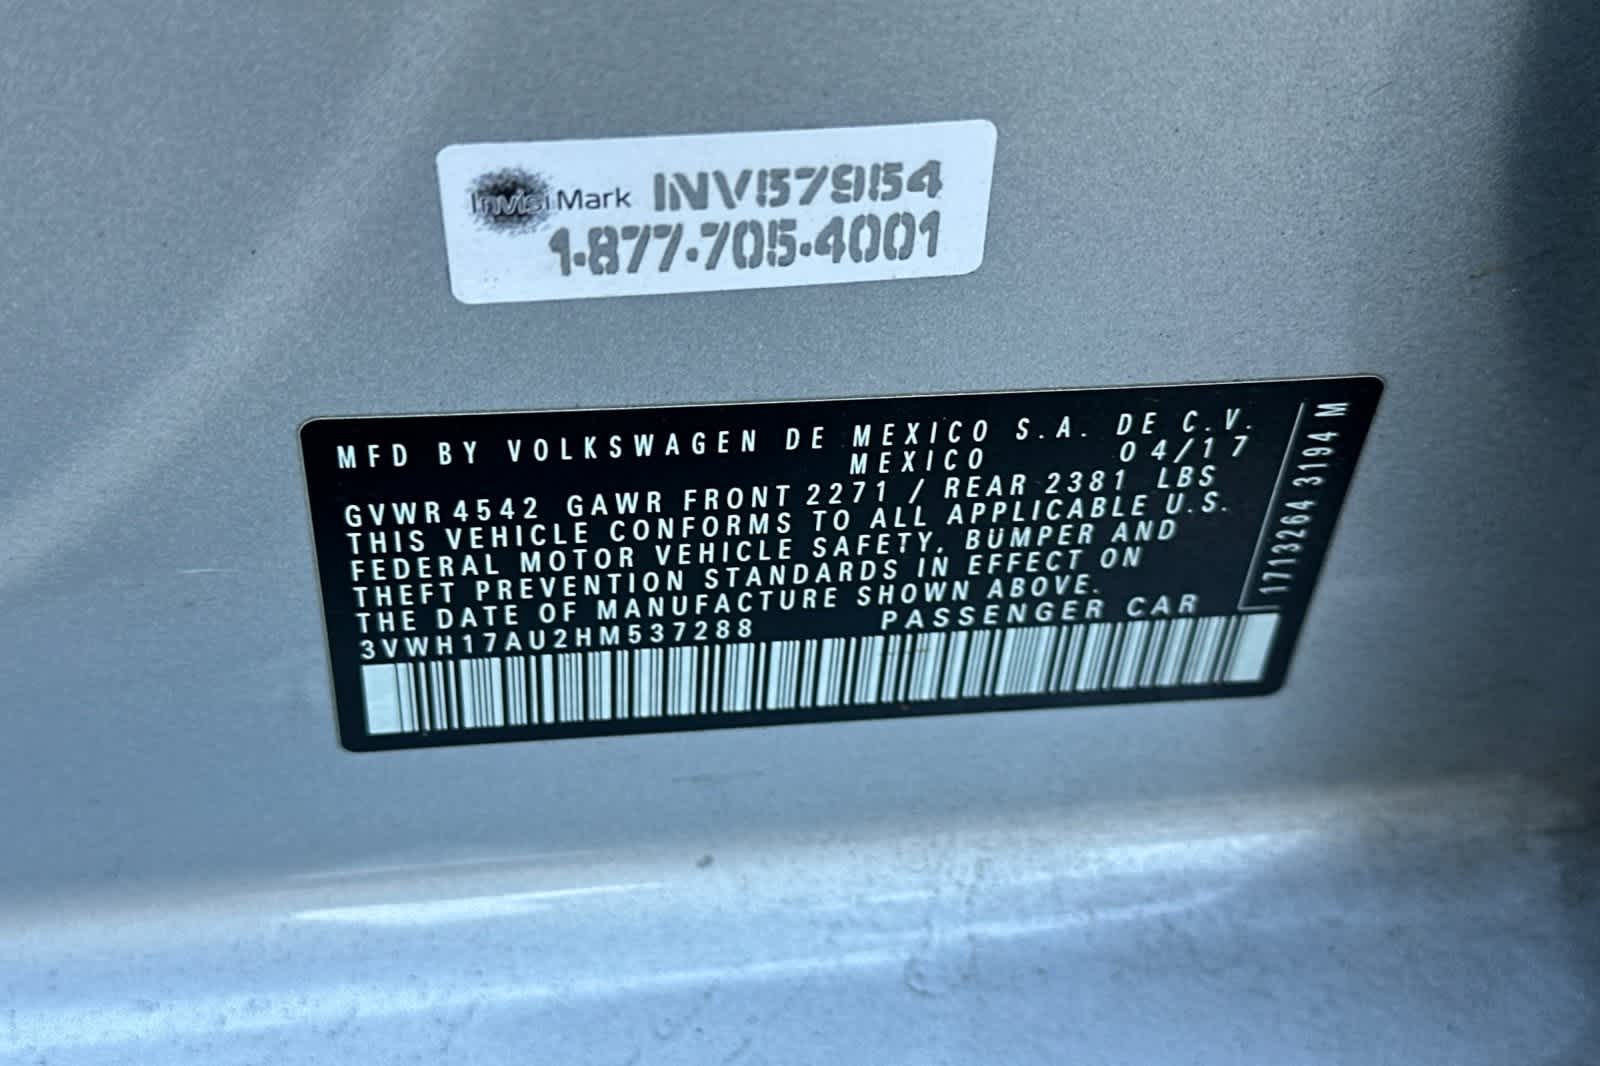 InvisiMark INV57954
1-877-705-4001
MFD BY VOLKSWAGEN DE MEXICO S.A. DE C.V.
MEXICO 04/17
GVWR 4542 GAWR FRONT 2271 / REAR 2381 LBS
THIS VEHICLE CONFORMS TO ALL APPLICABLE U.S.
FEDERAL MOTOR VEHICLE SAFETY, BUMPER AND
THEFT PREVENTION STANDARDS IN EFFECT ON
THE DATE OF MANUFACTURE SHOWN ABOVE.
3VWH17AU2HM537288 PASSENGER CAR
1713264 3194 M